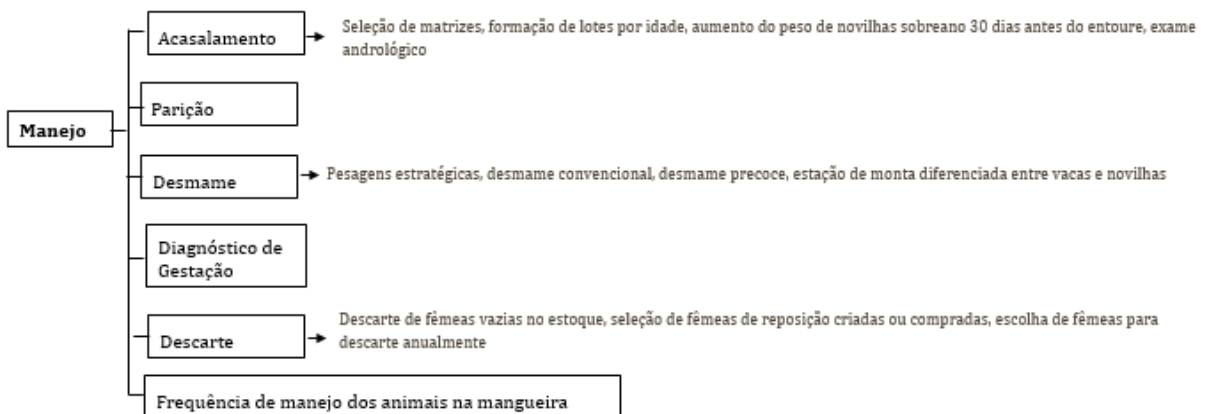 Acasalamento
Seleção de matrizes, formação de lotes por idade, aumento do peso de novilhas sobreano 30 dias antes do entoure, exame
andrológico
Parição
Manejo
Desmame
Pesagens estratégicas, desmame convencional, desmame precoce, estação de monta diferenciada entre vacas e novilhas
Diagnóstico de
Gestação
Descarte
Descarte de fêmeas vazias no estoque, seleção de fêmeas de reposição criadas ou compradas, escolha de fêmeas para
descarte anualmente
Frequência de manejo dos animais na mangueira